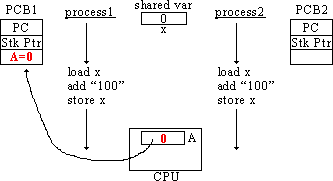 PCB1
process1
shared var
process2
PCB2
PC
0
PC
Stk Ptr
x
Stk Ptr
A=0
load x
load x
add “100”
add “100”
store x
store x
0
A
CPU